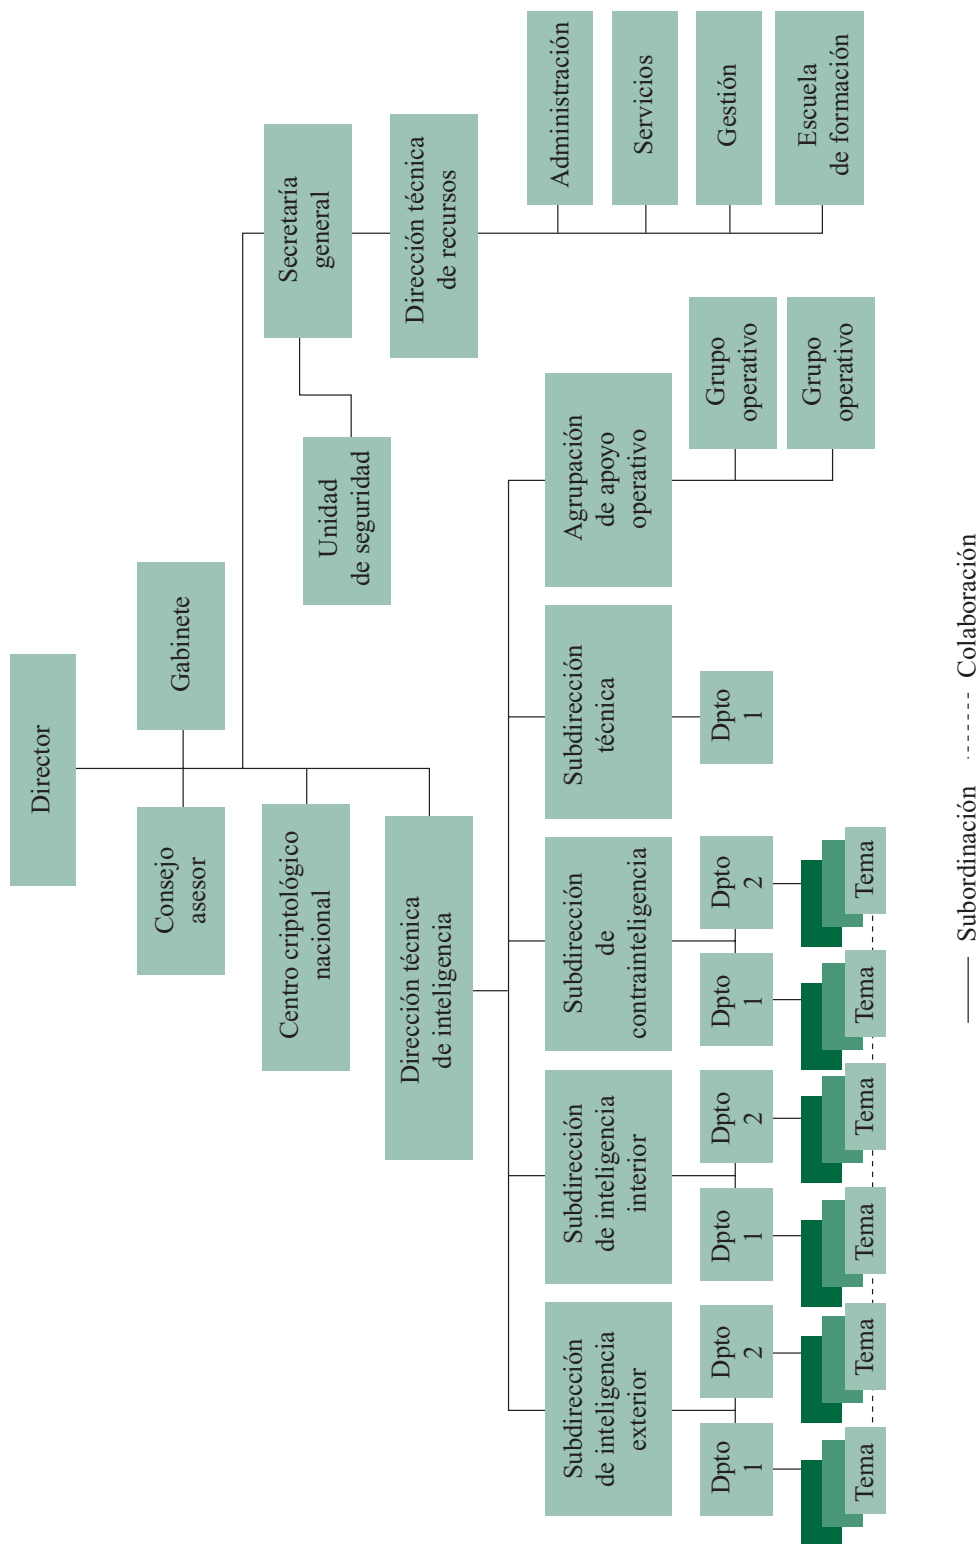 Director
Consejo
asesor
Gabinete
Centro criptológico
nacional
Secretaría
general
Unidad
de seguridad
Dirección técnica
de inteligencia
Dirección técnica
de recursos
Administración
Servicios
Gestión
Escuela
de formación
Subdirección
de inteligencia
exterior
Subdirección
de inteligencia
interior
Subdirección
de
contrainteligencia
Subdirección
técnica
Agrupación
de apoyo
operativo
Dpto
1
Dpto
2
Dpto
1
Dpto
2
Dpto
1
Dpto
2
Dpto
1
Grupo
operativo
Grupo
operativo
Tema
Tema
Tema
Tema
Tema
Tema
Subordinación
Colaboración